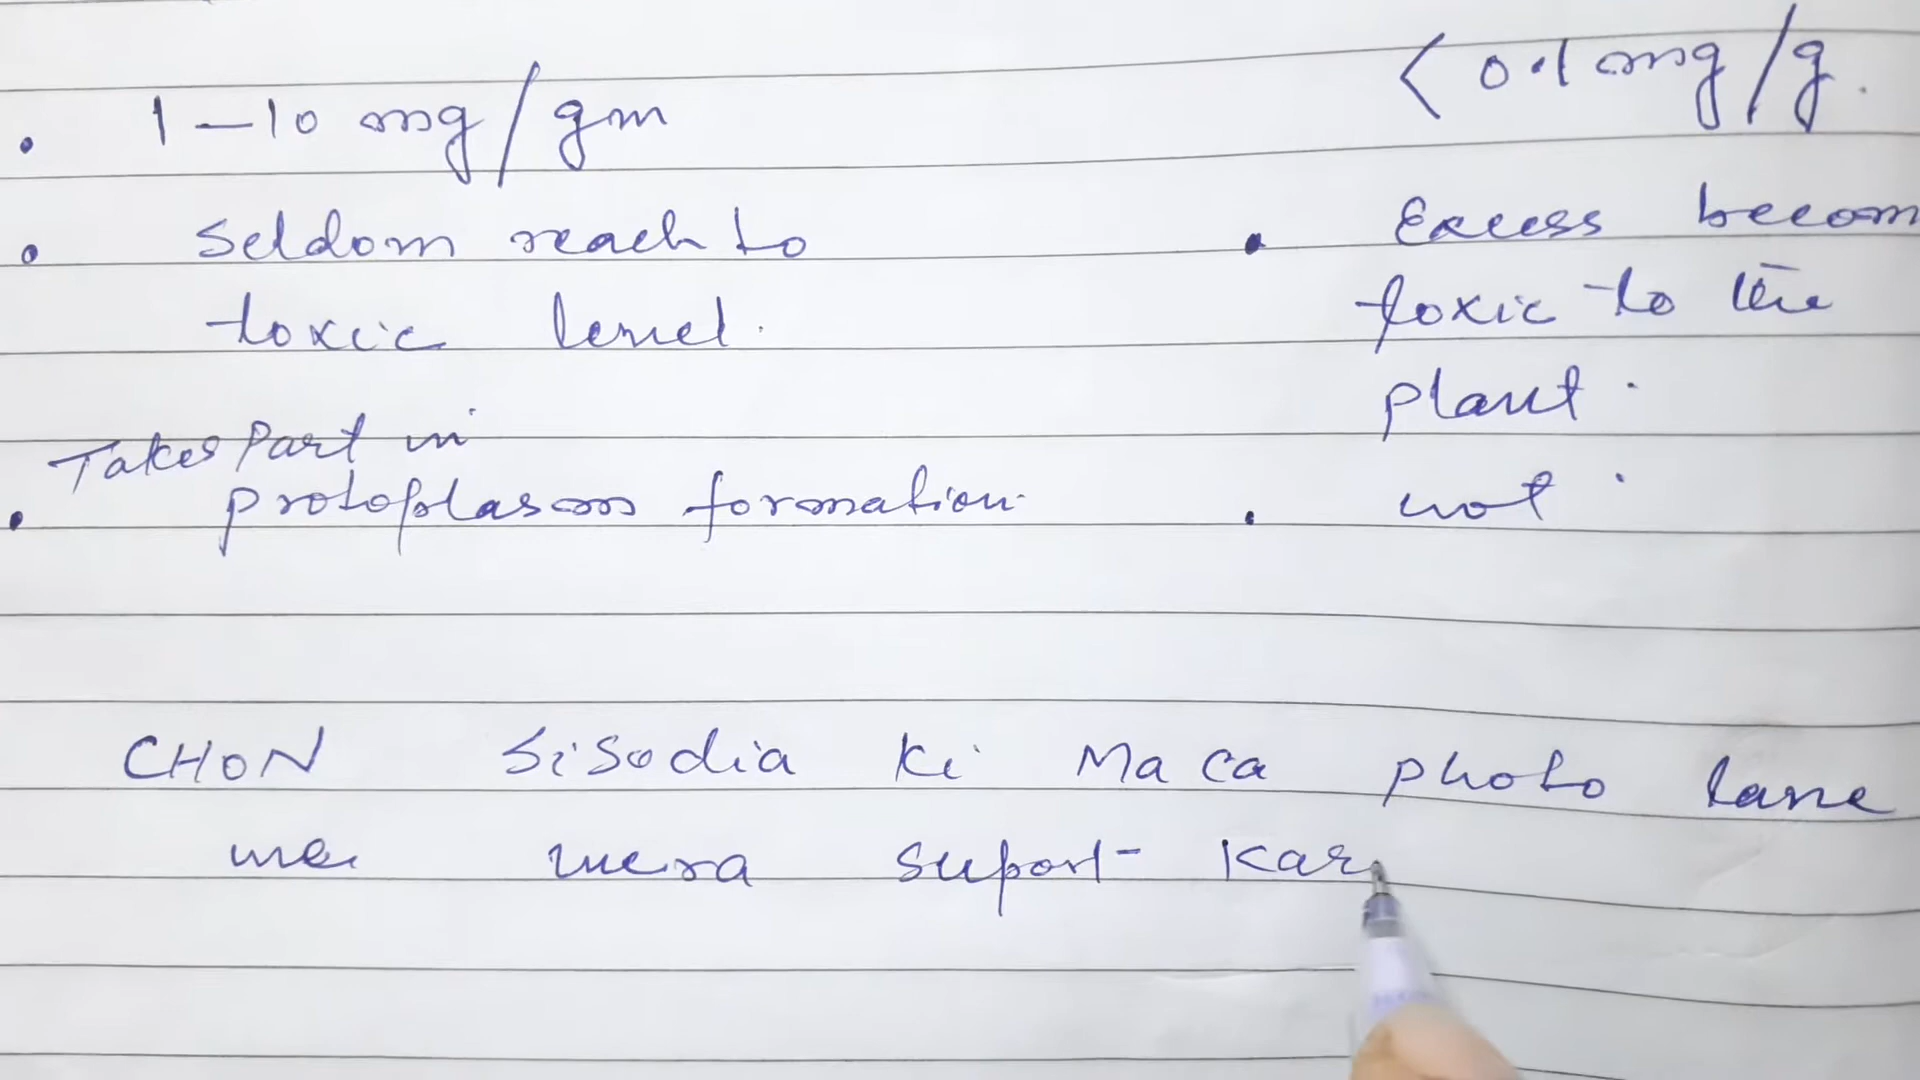 • 1-10 mg/gm
• Seldom reach to
toxic level.
Takes Part in
• protoplasm formation.
< 0.1 mg/g.
• Excess becom
toxic to the
plant.
• not.
CHON Sisodia Ki Ma Ca photo lane
me mera suport Kar